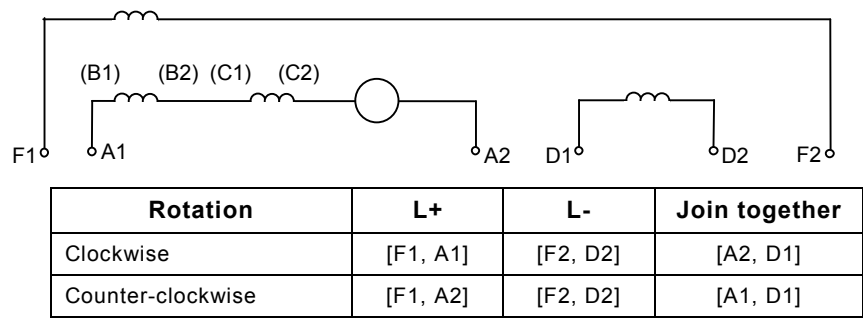 (B1) (B2) (C1) (C2)
F1 A1 A2 D1 D2 F2
Rotation L+ L- Join together
Clockwise [F1, A1] [F2, D2] [A2, D1]
Counter-clockwise [F1, A2] [F2, D2] [A1, D1]